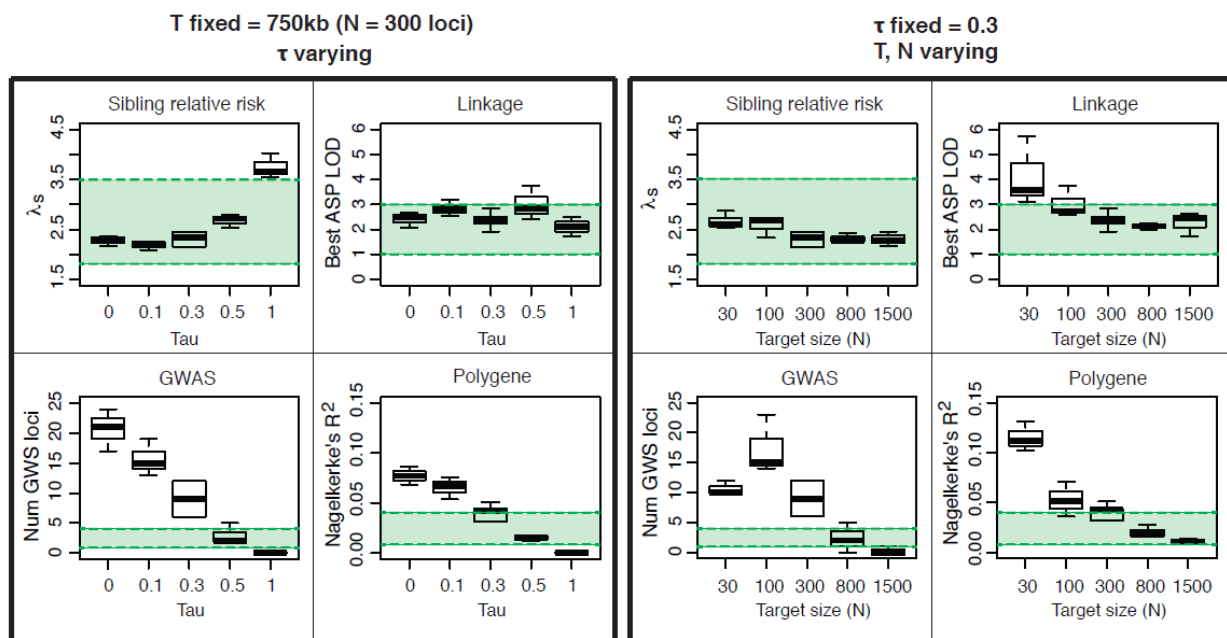 T fixed = 750kb (N = 300 loci)
τ varying
τ fixed = 0.3
T, N varying
Sibling relative risk
λs
4.5
3.5
2.5
1.5
0 0.1 0.3 0.5 1
Tau
Linkage
Best ASP LOD
6
5
4
3
2
1
0
0 0.1 0.3 0.5 1
Tau
Sibling relative risk
λs
4.5
3.5
2.5
1.5
30 100 300 800 1500
Target size (N)
Linkage
Best ASP LOD
6
5
4
3
2
1
0
30 100 300 800 1500
Target size (N)
GWAS
Num GWS loci
25
20
15
10
5
0
0 0.1 0.3 0.5 1
Tau
Polygene
Nagelkerke's R2
0.15
0.10
0.05
0.00
0 0.1 0.3 0.5 1
Tau
GWAS
Num GWS loci
25
20
15
10
5
0
30 100 300 800 1500
Target size (N)
Polygene
Nagelkerke's R2
0.15
0.10
0.05
0.00
30 100 300 800 1500
Target size (N)